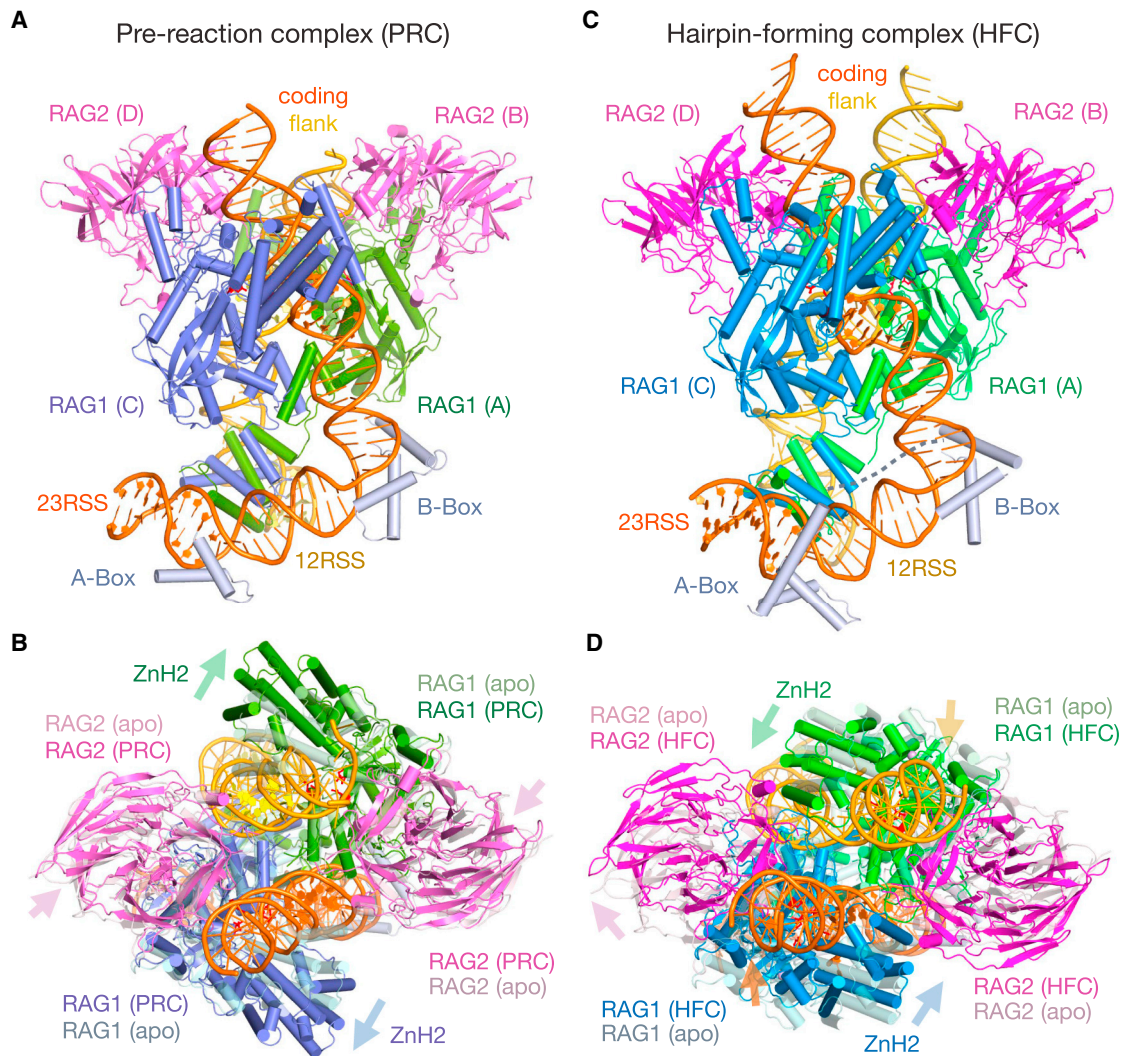 A
Pre-reaction complex (PRC)
RAG2 (D)
coding
flank
RAG2 (B)
RAG1 (C)
RAG1 (A)
23RSS
B-Box
12RSS
A-Box
C
Hairpin-forming complex (HFC)
RAG2 (D)
coding
flank
RAG2 (B)
RAG1 (C)
RAG1 (A)
23RSS
B-Box
12RSS
A-Box
B
ZnH2
RAG1 (apo)
RAG1 (PRC)
RAG2 (apo)
RAG2 (PRC)
RAG2 (PRC)
RAG2 (apo)
RAG1 (PRC)
RAG1 (apo)
ZnH2
D
ZnH2
RAG2 (apo)
RAG2 (HFC)
RAG1 (apo)
RAG1 (HFC)
RAG1 (HFC)
RAG1 (apo)
RAG2 (HFC)
RAG2 (apo)
ZnH2